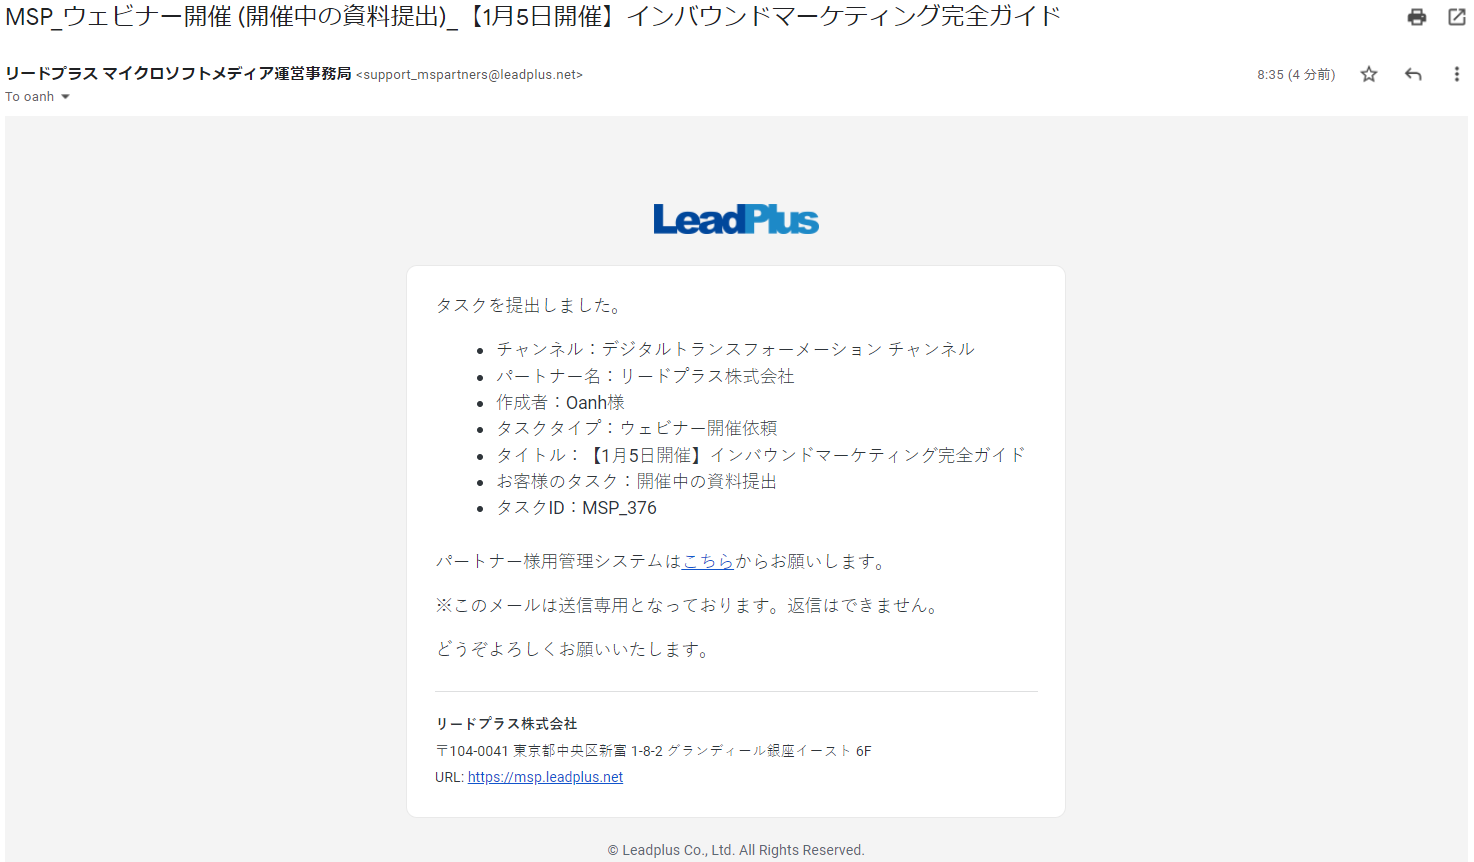 MSP_ウェビナー開催 (開催中の資料提出)_【1月5日開催】インバウンドマーケティング完全ガイド
リードプラス マイクロソフトメディア運営事務局 <support_mspartners@leadplus.net>
8:35 (4 分前)
To oanh
LeadPlus
タスクを提出しました。
• チャンネル：デジタルトランスフォーメーション チャンネル
• パートナー名：リードプラス株式会社
• 作成者：Oanh様
• タスクタイプ：ウェビナー開催依頼
• タイトル：【1月5日開催】インバウンドマーケティング完全ガイド
• お客様のタスク：開催中の資料提出
• タスクID：MSP_376
パートナー様用管理システムはこちらからお願いします。
※このメールは送信専用となっております。返信はできません。
どうぞよろしくお願いいたします。
リードプラス株式会社
〒104-0041 東京都中央区新富 1-8-2 グランディール銀座イースト 6F
URL: https://msp.leadplus.net
© Leadplus Co., Ltd. All Rights Reserved.